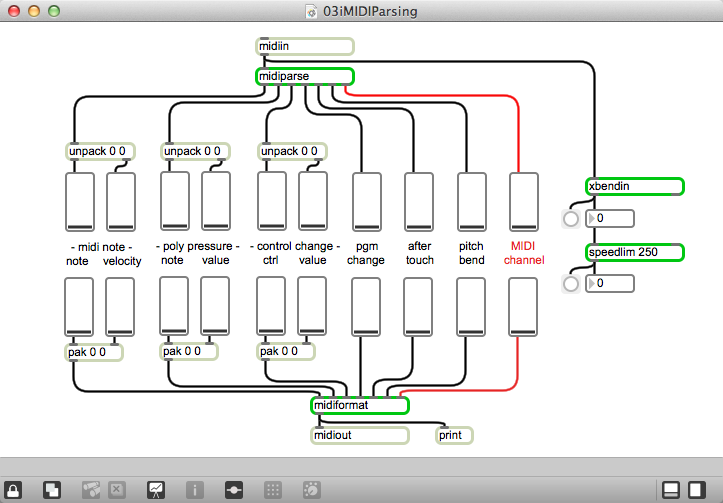 03iMIDIParsing
midiin
midiparse
unpack 0 0
unpack 0 0
unpack 0 0
xbendin
0
- midi note -
note velocity
- poly pressure -
note value
- control change -
ctrl value
pgm
change
after
touch
pitch
bend
MIDI
channel
speedlim 250
0
pak 0 0
pak 0 0
pak 0 0
midiformat
midiout
print